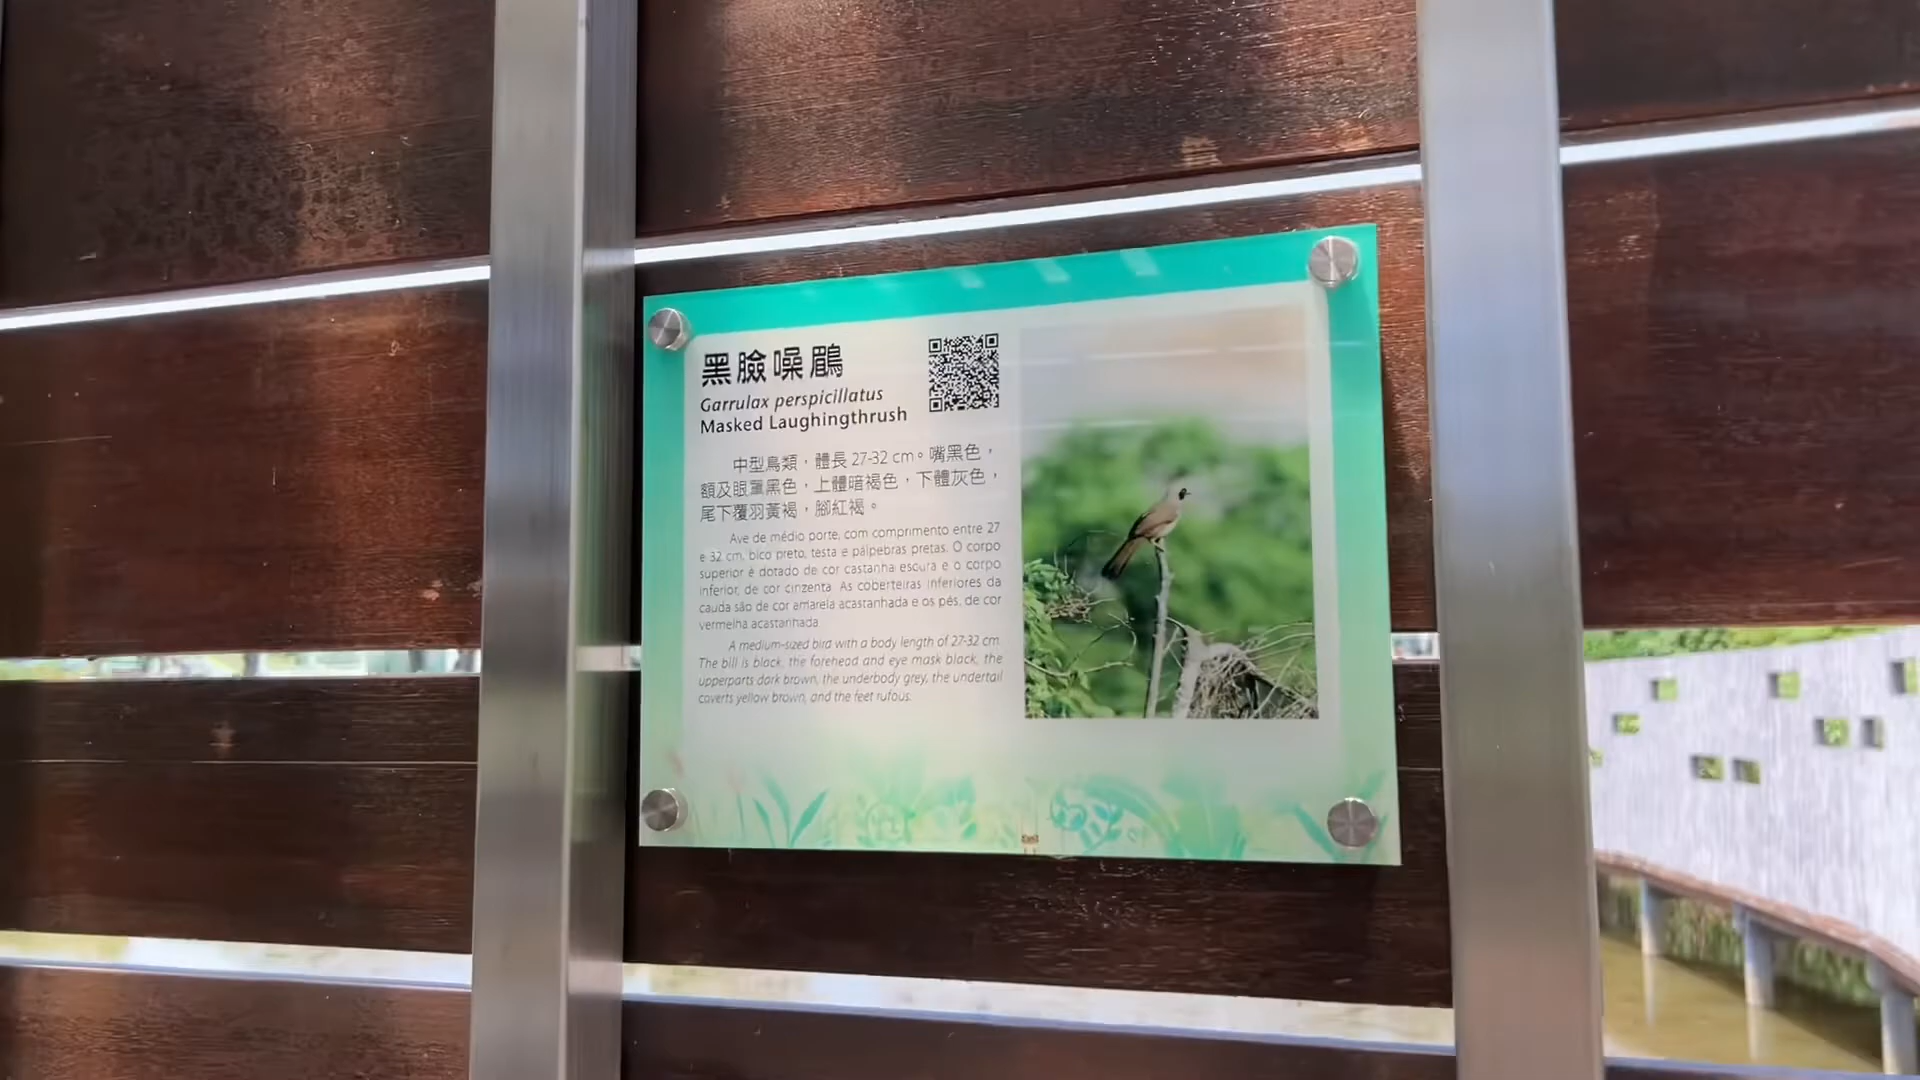 黑臉噪鶥
Garrulax perspicillatus
Masked Laughingthrush
中型鳥類，體長 27-32 cm。嘴黑色，
額及眼罩黑色，上體暗褐色，下體灰色，
尾下覆羽黃褐，腳紅褐。
Ave de médio porte, com comprimento entre 27
e 32 cm, bico preto, testa e pálpebras pretas. O corpo
superior é dotado de cor castanha escura e o corpo
inferior, de cor cinzenta. As coberteiras inferiores da
cauda são de cor amarela acastanhada e os pés, de cor
vermelha acastanhada.
A medium-sized bird with a body length of 27-32 cm.
The bill is black, the forehead and eye mask black, the
upperparts dark brown, the underbody grey, the undertail
coverts yellow brown, and the feet rufous.